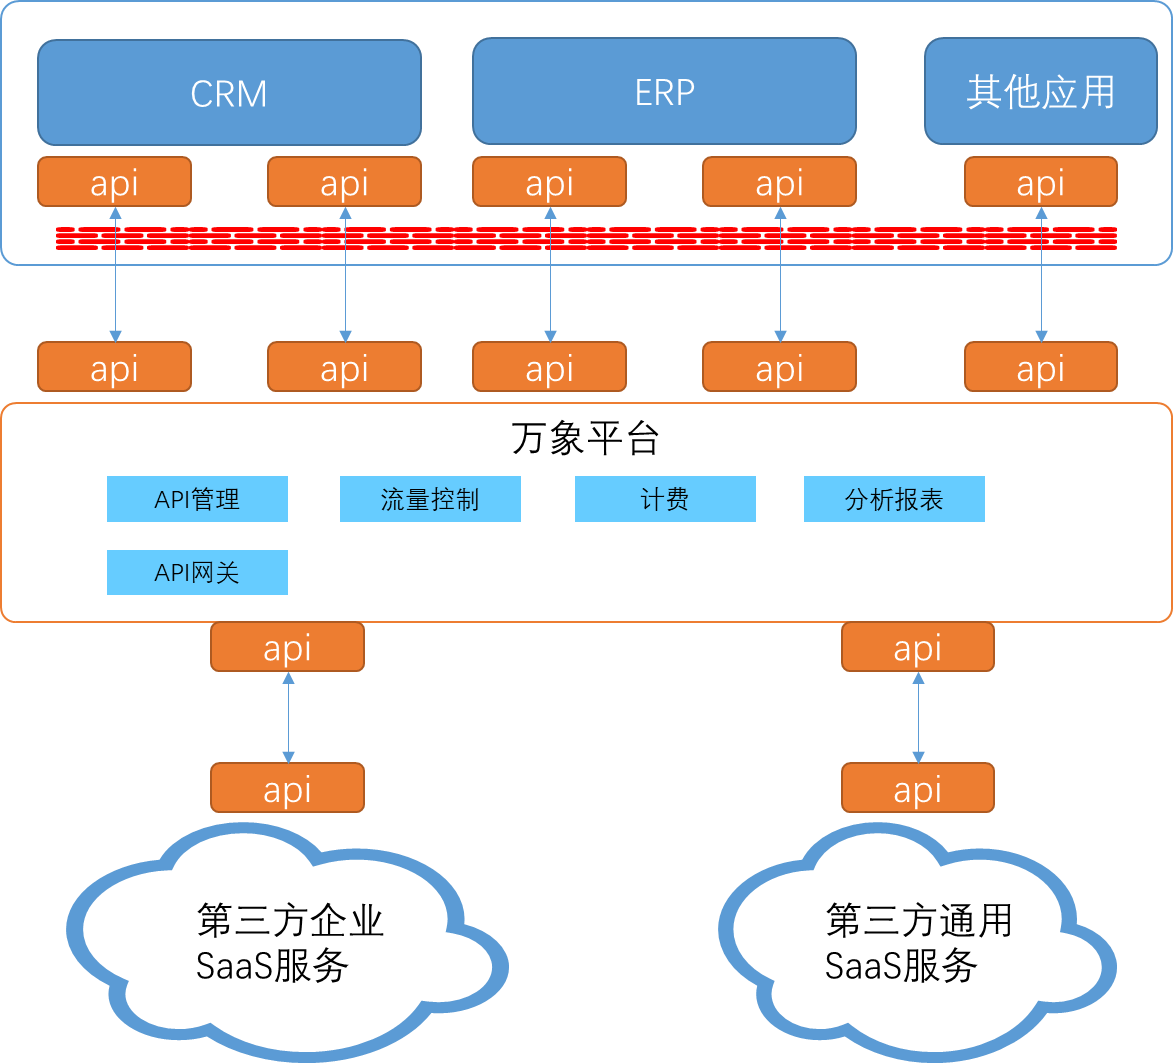 CRM
ERP
其他应用
api
api
api
api
api
api
api
api
api
api
万象平台
API管理
流量控制
计费
分析报表
API网关
api
api
api
api
第三方企业
SaaS服务
第三方通用
SaaS服务